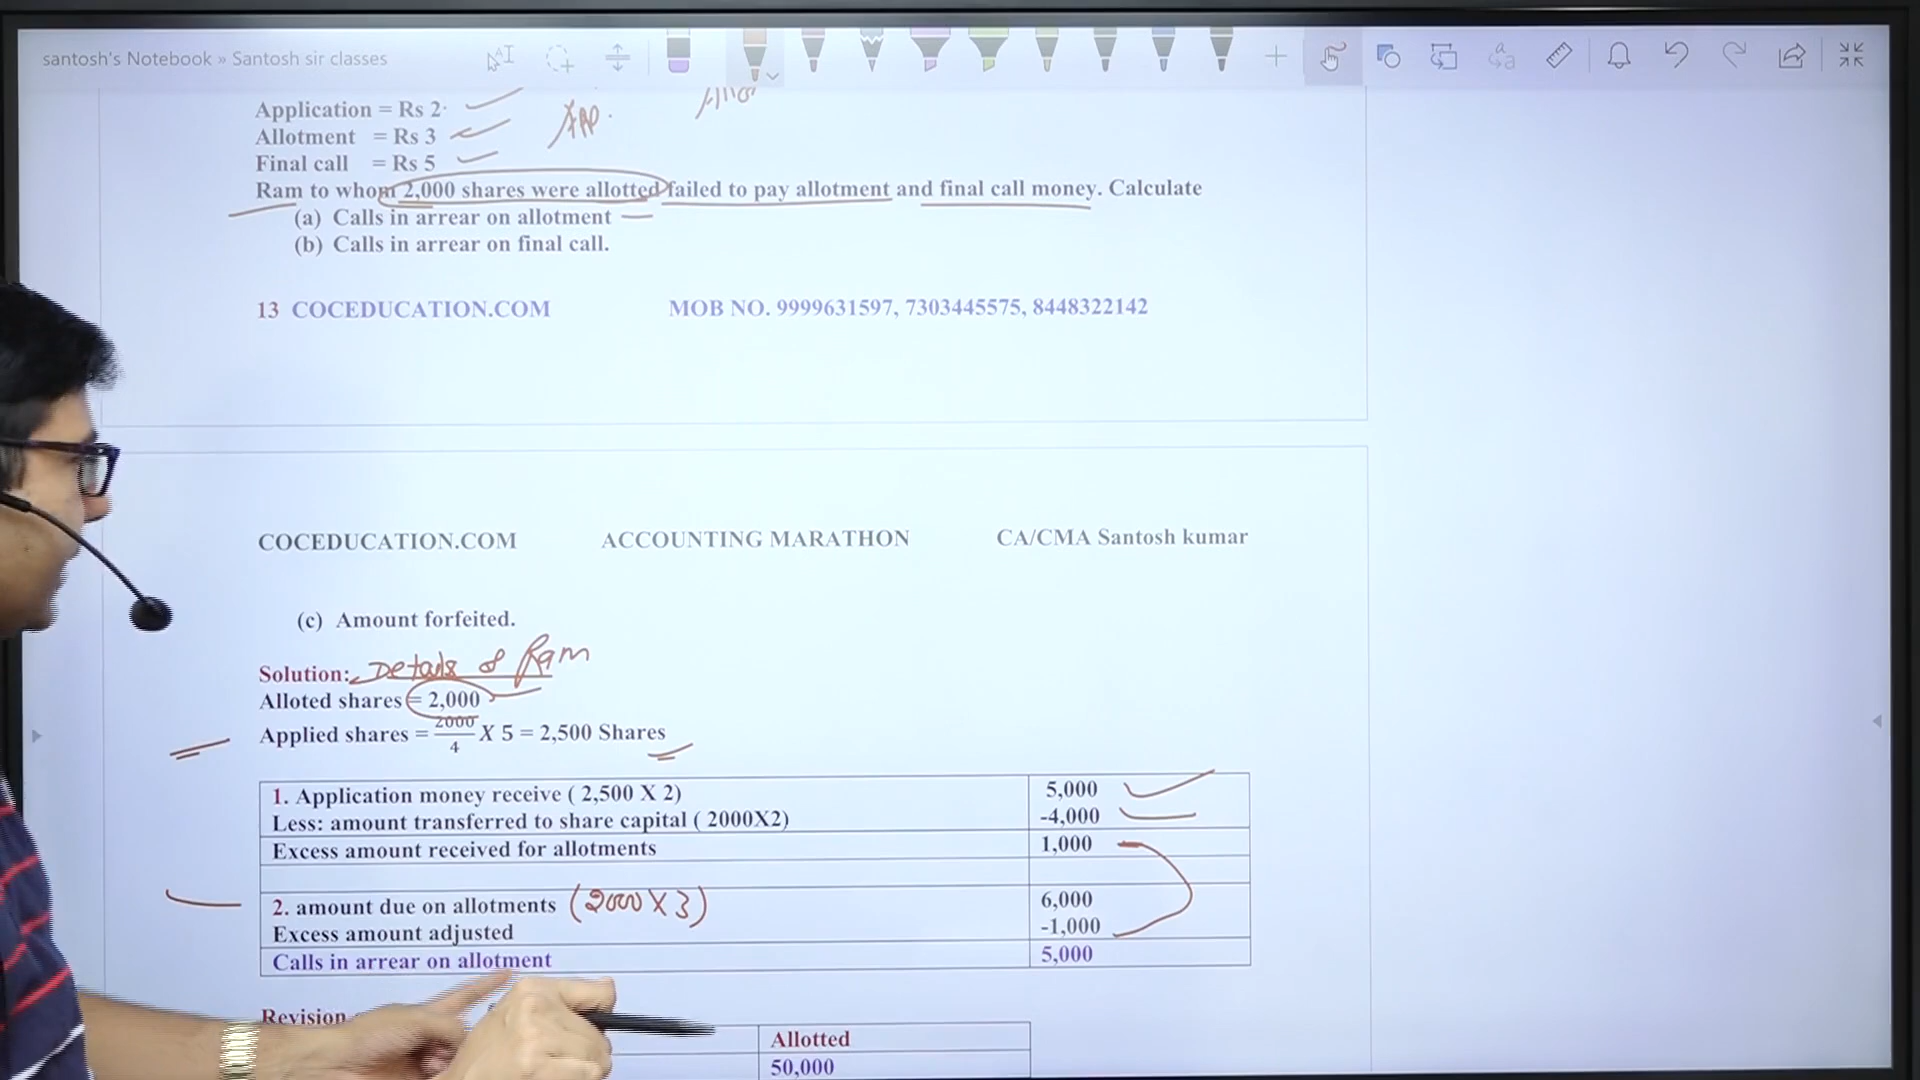 santosh's Notebook » Santosh sir classes
Application = Rs 2
Allotment = Rs 3
Final call = Rs 5
App.
Ram to whom 2,000 shares were allotted failed to pay allotment and final call money. Calculate
(a) Calls in arrear on allotment
(b) Calls in arrear on final call.
13 COCEDUCATION.COM MOB NO. 9999631597, 7303445575, 8448322142
COCEDUCATION.COM ACCOUNTING MARATHON CA/CMA Santosh kumar
(c) Amount forfeited.
Solution: Details of Ram
Alloted shares = 2,000
Applied shares = 2000/4 X 5 = 2,500 Shares
1. Application money receive ( 2,500 X 2) 5,000
Less: amount transferred to share capital ( 2000X2) -4,000
Excess amount received for allotments 1,000
2. amount due on allotments (2000 X 3) 6,000
Excess amount adjusted -1,000
Calls in arrear on allotment 5,000
Revision
Allotted
50,000